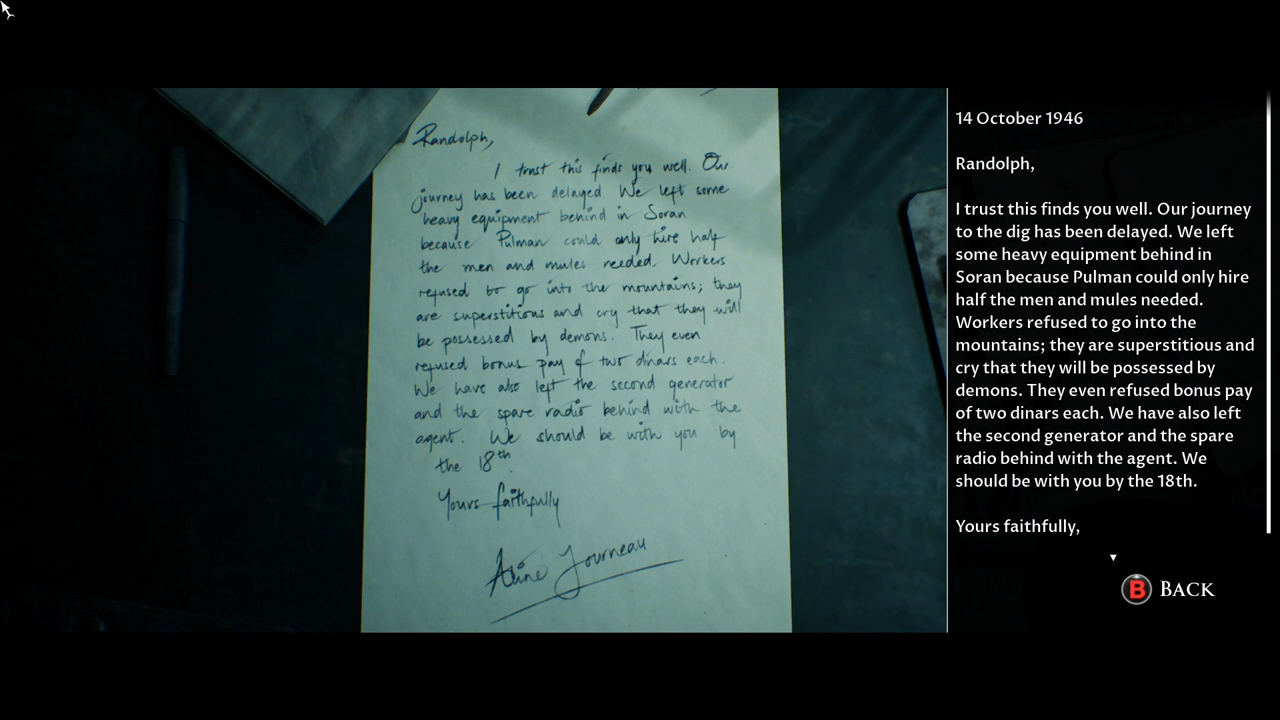 Randolph,
I trust this finds you well. Our
journey has been delayed. We left some
heavy equipment behind in Soran
because Pulman could only hire half
the men and mules needed. Workers
refused to go into the mountains; they
are superstitious and cry that they will
be possessed by demons. They even
refused bonus pay of two dinars each.
We have also left the second generator
and the spare radio behind with the
agent. We should be with you by
the 18th.
Yours faithfully
Aline Journeau
14 October 1946
Randolph,
I trust this finds you well. Our journey
to the dig has been delayed. We left
some heavy equipment behind in
Soran because Pulman could only hire
half the men and mules needed.
Workers refused to go into the
mountains; they are superstitious and
cry that they will be possessed by
demons. They even refused bonus pay
of two dinars each. We have also left
the second generator and the spare
radio behind with the agent. We
should be with you by the 18th.
Yours faithfully,
B BACK